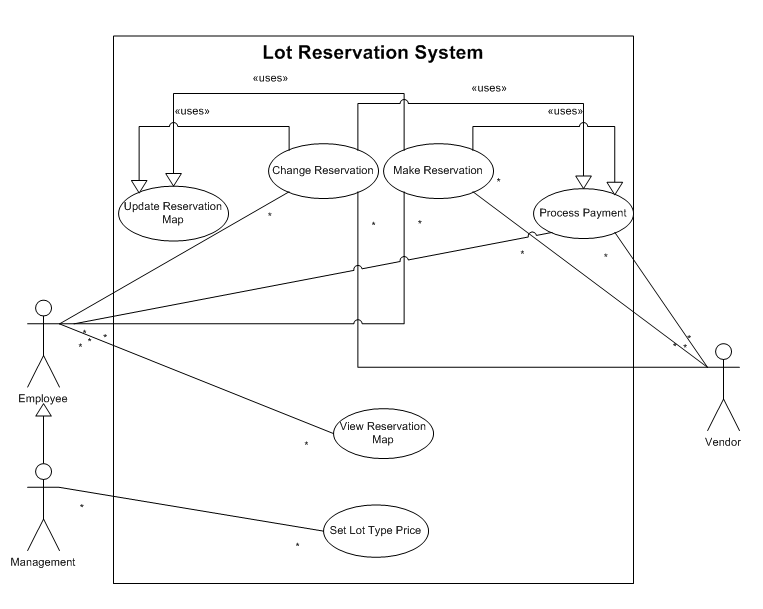 Lot Reservation System
«uses»
«uses»
«uses»
«uses»
Change Reservation
Make Reservation
*
Update Reservation
Map
Process Payment
*
*
*
*
*
*
*
*
*
*
*
*
*
Employee
View Reservation
Map
*
Vendor
*
Set Lot Type Price
*
Management